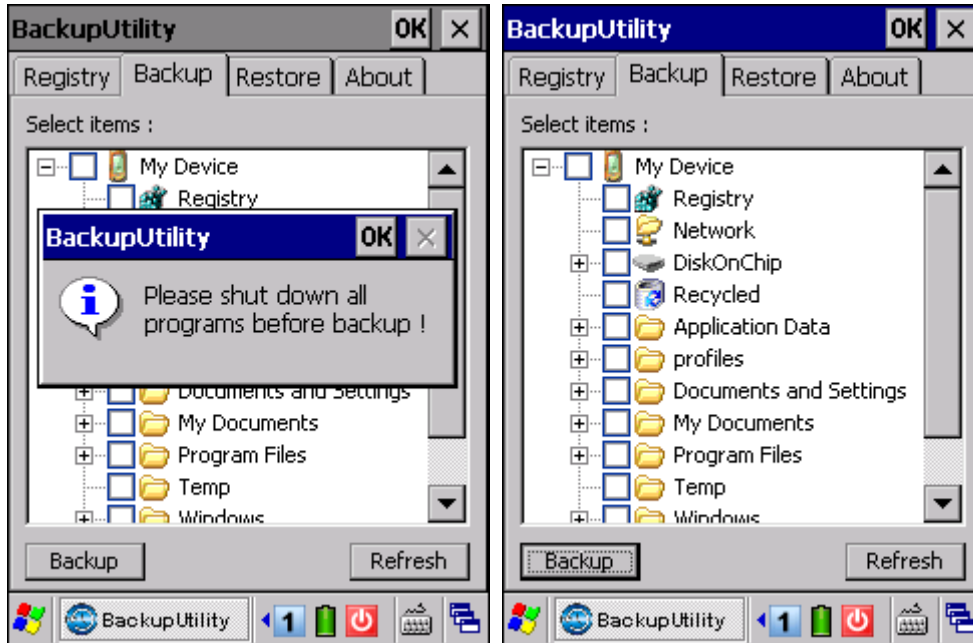 BackupUtility OK
Registry Backup Restore About
Select items :
My Device
Registry
BackupUtility OK
Please shut down all
programs before backup !
Documents and Settings
My Documents
Program Files
Temp
Windows
Backup Refresh
BackupUtility 1
BackupUtility OK
Registry Backup Restore About
Select items :
My Device
Registry
Network
DiskOnChip
Recycled
Application Data
profiles
Documents and Settings
My Documents
Program Files
Temp
Windows
Backup Refresh
BackupUtility 1